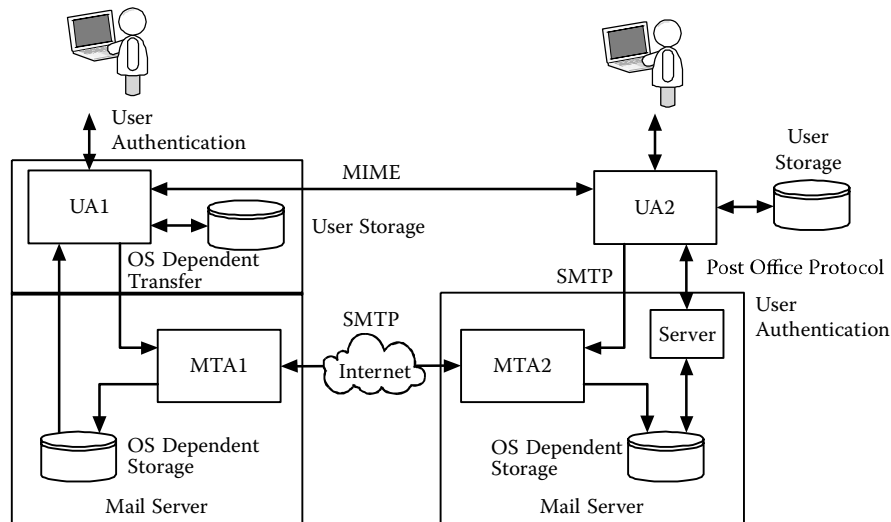 User
Authentication
User
Storage
MIME
UA1
UA2
User Storage
OS Dependent
Transfer
Post Office Protocol
SMTP
User
Authentication
SMTP
Server
MTA1
Internet
MTA2
OS Dependent
Storage
OS Dependent
Storage
Mail Server
Mail Server